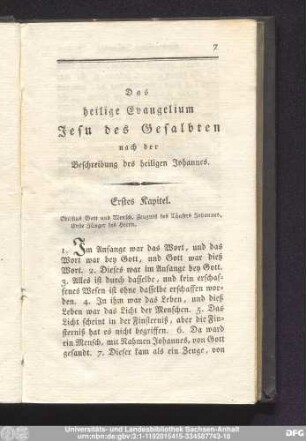 7
Das
heilige Evangelium
Jesu des Gesalbten
nach der
Beschreibung des heiligen Johannes.
Erstes Kapitel.
Christus Gott und Mensch. Zeugniß des Täufers Johannes.
Erste Jünger des Herrn.
1. Im Anfange war das Wort, und das
Wort war bey Gott, und Gott war dieß
Wort. 2. Dieses war im Anfange bey Gott.
3. Alles ist durch dasselbe, und kein erschaf-
fenes Wesen ist ohne dasselbe erschaffen wor-
den. 4. In ihm war das Leben, und dieß
Leben war das Licht der Menschen. 5. Das
Licht scheint in der Finsterniß, aber die Fin-
sterniß hat es nicht begriffen. 6. Da ward
ein Mensch, mit Nahmen Johannes, von Gott
gesandt. 7. Dieser kam als ein Zeuge, von
Universitäts- und Landesbibliothek Sachsen-Anhalt
urn:nbn:de:gbv:3:1-1192015415-334587743-18
DFG